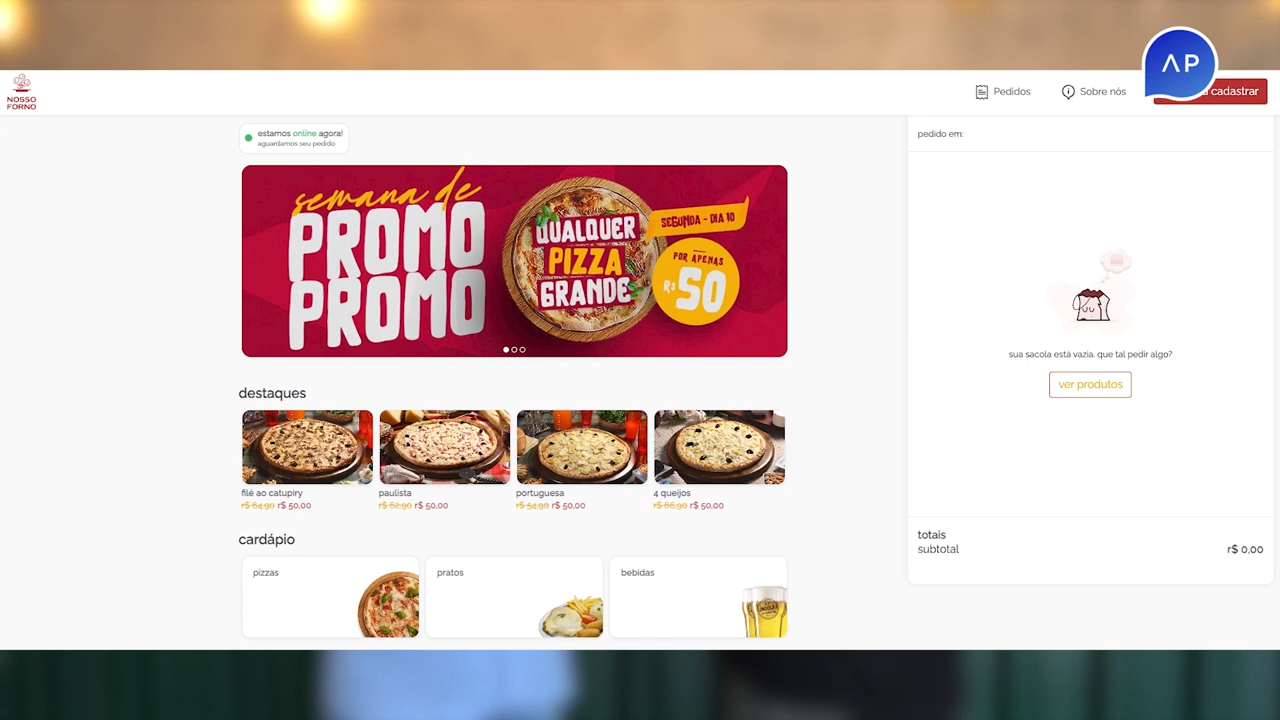 AP
NOSSO
FORNO
Pedidos
Sobre nós
cadastrar
estamos online agora!
aguardamos seu pedido
pedido em:
semana de
PROMO
PROMO
QUALQUER
PIZZA
GRANDE
SEGUNDA - DIA 10
POR APENAS
R$ 50
sua sacola está vazia, que tal pedir algo?
ver produtos
destaques
filé ao catupiry
r$ 64,90 r$ 50,00
paulista
r$ 62,90 r$ 50,00
portuguesa
r$ 54,90 r$ 50,00
4 queijos
r$ 66,90 r$ 50,00
cardápio
pizzas
pratos
bebidas
totais
subtotal
r$ 0,00